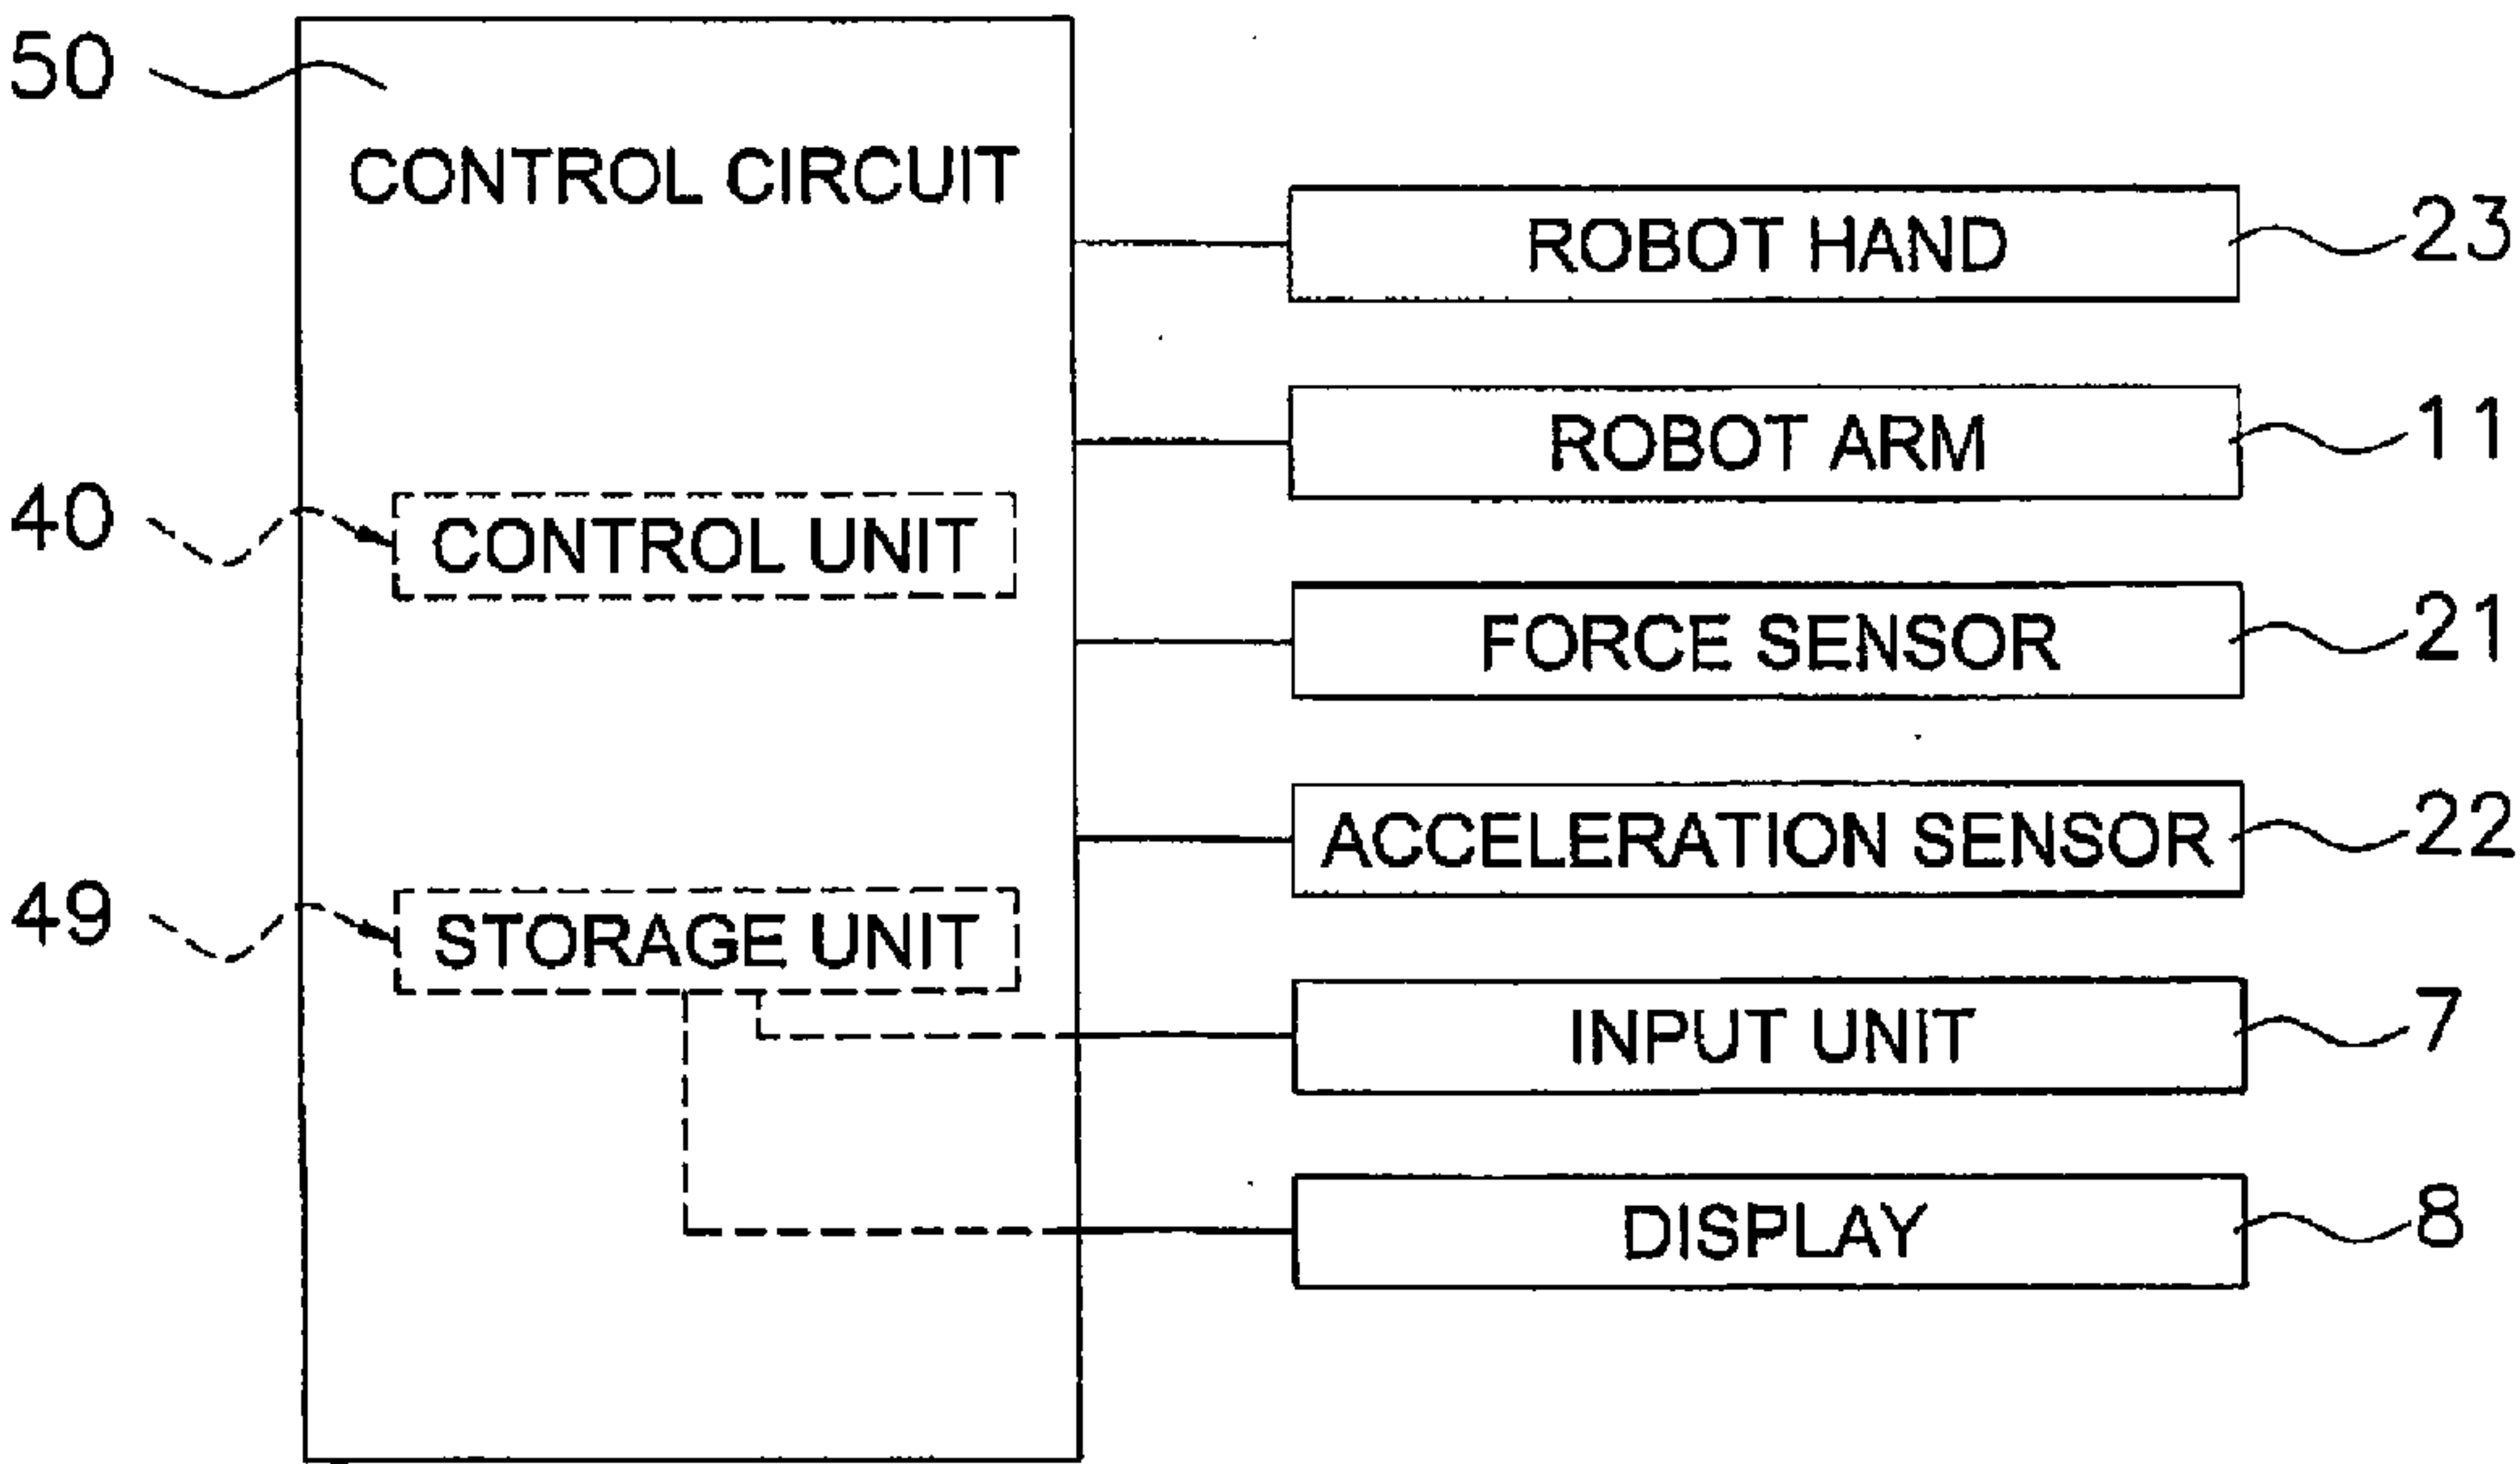 50
CONTROL CIRCUIT
ROBOT HAND 23
ROBOT ARM 11
40 CONTROL UNIT
FORCE SENSOR 21
ACCELERATION SENSOR 22
49 STORAGE UNIT
INPUT UNIT 7
DISPLAY 8